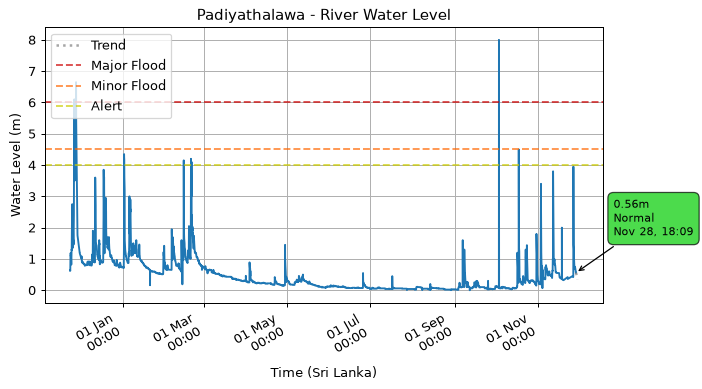 Padiyathalawa - River Water Level
Trend
Major Flood
Minor Flood
Alert
Water Level (m)
8
7
6
5
4
3
2
1
0
0.56m
Normal
Nov 28, 18:09
01 Jan
00:00
01 Mar
00:00
01 May
00:00
01 Jul
00:00
01 Sep
00:00
01 Nov
00:00
Time (Sri Lanka)